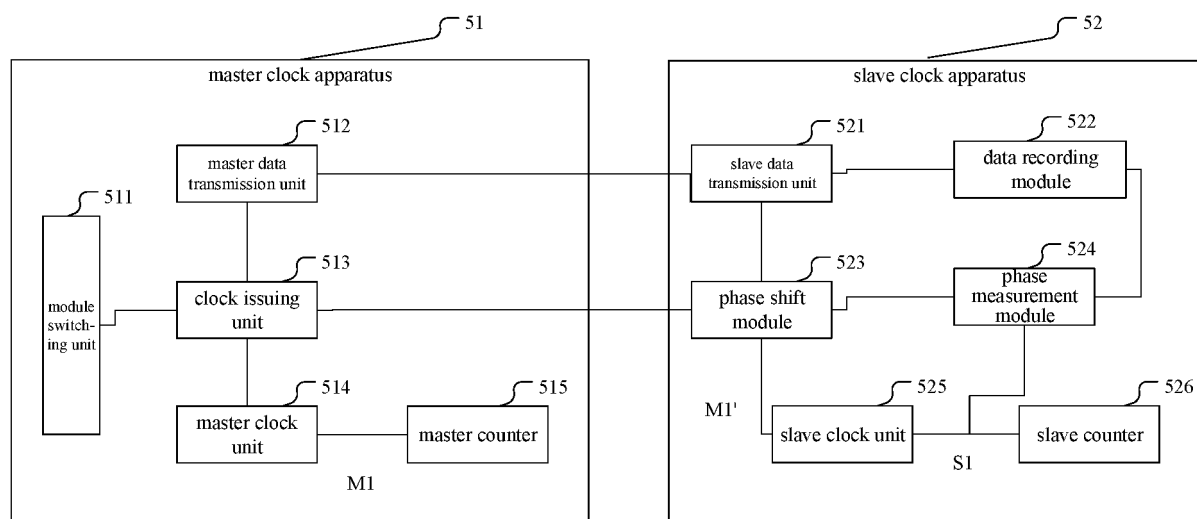 51
52
master clock apparatus
slave clock apparatus
512
master data
transmission unit
521
slave data
transmission unit
522
data recording
module
511
module
switch-
ing unit
513
clock issuing
unit
523
phase shift
module
524
phase
measurement
module
514
master clock
unit
515
master counter
M1
M1'
525
slave clock unit
526
slave counter
S1